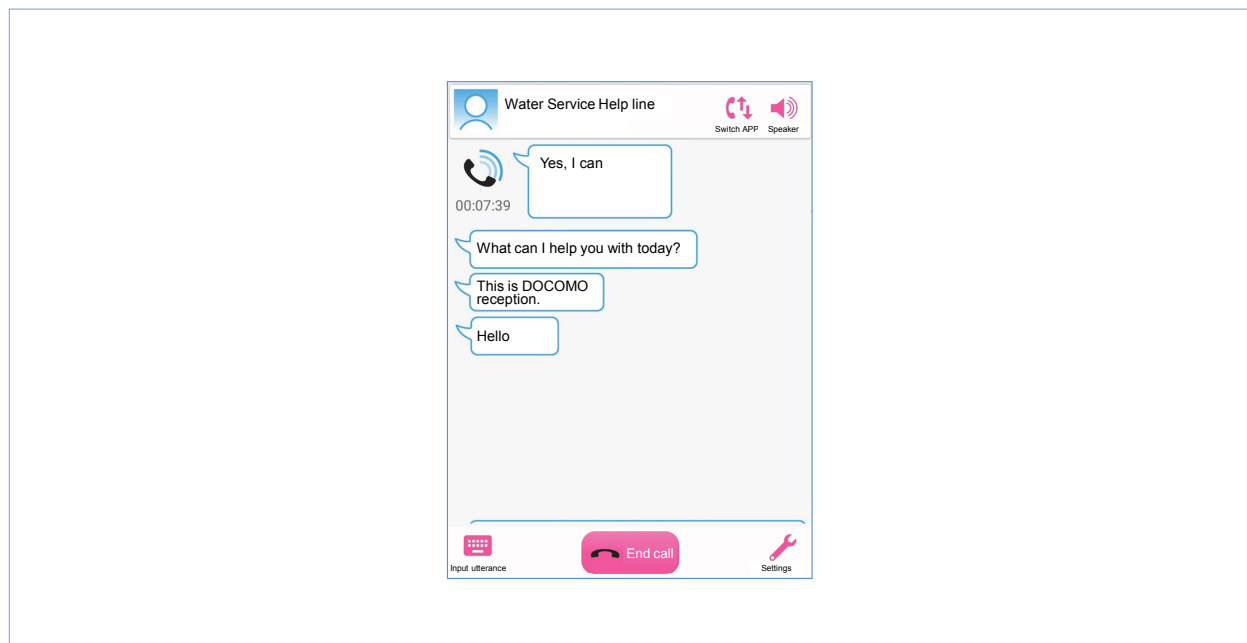 Water Service Help line
Switch APP
Speaker
Yes, I can
00:07:39
What can I help you with today?
This is DOCOMO
reception.
Hello
Input utterance
End call
Settings